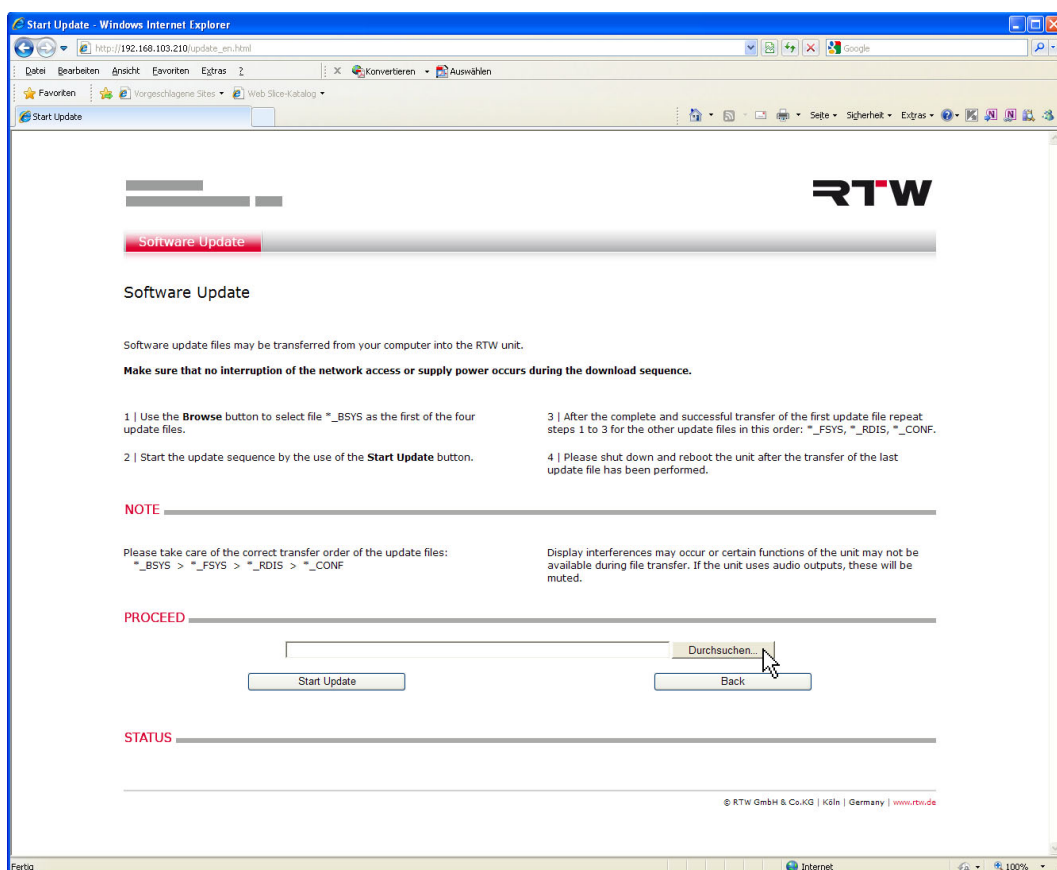 Start Update - Windows Internet Explorer
http://192.168.103.210/update_en.html
Google
Datei Bearbeiten Ansicht Favoriten Extras ?
X Konvertieren Auswählen
Favoriten Vorgeschlagene Sites Web Slice-Katalog
Start Update
Seite Sicherheit Extras
RTW
Software Update
Software Update
Software update files may be transferred from your computer into the RTW unit.
Make sure that no interruption of the network access or supply power occurs during the download sequence.
1 | Use the Browse button to select file *_BSYS as the first of the four
update files.
2 | Start the update sequence by the use of the Start Update button.
3 | After the complete and successful transfer of the first update file repeat
steps 1 to 3 for the other update files in this order: *_FSYS, *_RDIS, *_CONF.
4 | Please shut down and reboot the unit after the transfer of the last
update file has been performed.
NOTE
Please take care of the correct transfer order of the update files:
*_BSYS > *_FSYS > *_RDIS > *_CONF
Display interferences may occur or certain functions of the unit may not be
available during file transfer. If the unit uses audio outputs, these will be
muted.
PROCEED
Durchsuchen...
Start Update
Back
STATUS
© RTW GmbH & Co.KG | Köln | Germany | www.rtw.de
Fertig
Internet
100%